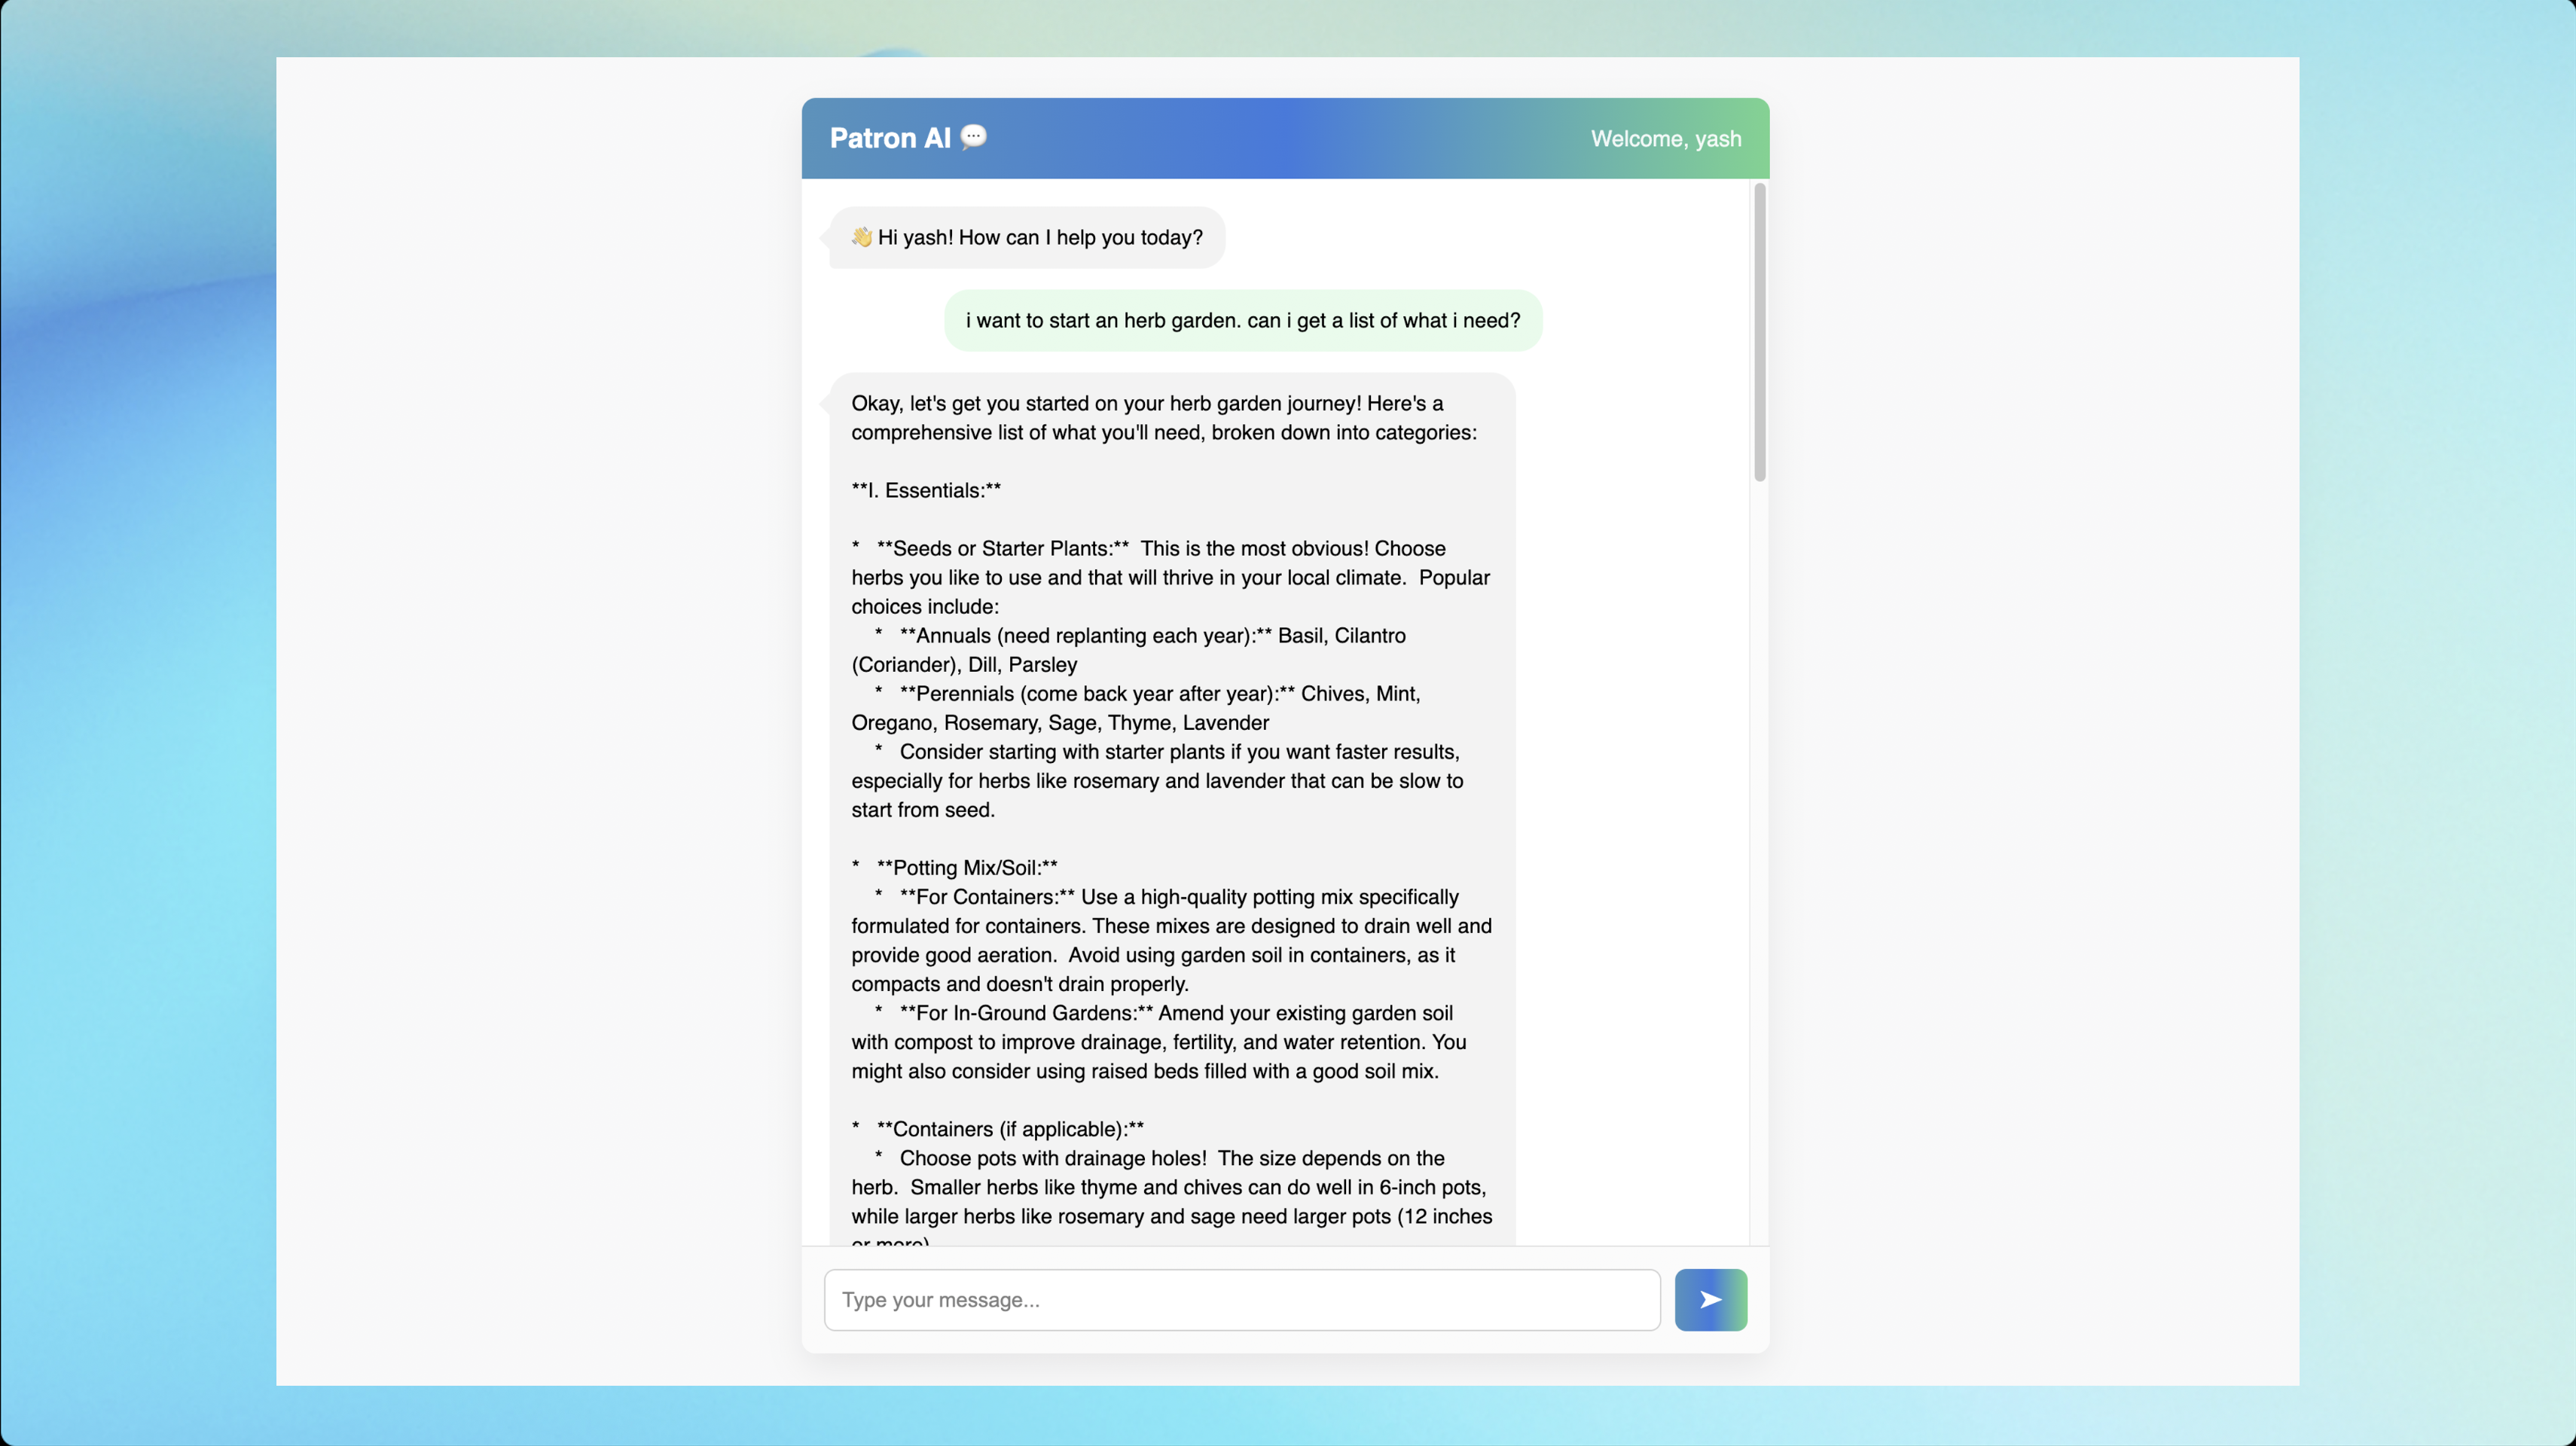 Patron AI 💬
Welcome, yash
👋 Hi yash! How can I help you today?
i want to start an herb garden. can i get a list of what i need?
Okay, let's get you started on your herb garden journey! Here's a
comprehensive list of what you'll need, broken down into categories:
**I. Essentials:**
*   **Seeds or Starter Plants:**  This is the most obvious! Choose
herbs you like to use and that will thrive in your local climate.  Popular
choices include:
    *   **Annuals (need replanting each year):** Basil, Cilantro
(Coriander), Dill, Parsley
    *   **Perennials (come back year after year):** Chives, Mint,
Oregano, Rosemary, Sage, Thyme, Lavender
    *   Consider starting with starter plants if you want faster results,
especially for herbs like rosemary and lavender that can be slow to
start from seed.
*   **Potting Mix/Soil:**
    *   **For Containers:** Use a high-quality potting mix specifically
formulated for containers. These mixes are designed to drain well and
provide good aeration.  Avoid using garden soil in containers, as it
compacts and doesn't drain properly.
    *   **For In-Ground Gardens:** Amend your existing garden soil
with compost to improve drainage, fertility, and water retention. You
might also consider using raised beds filled with a good soil mix.
*   **Containers (if applicable):**
    *   Choose pots with drainage holes!  The size depends on the
herb.  Smaller herbs like thyme and chives can do well in 6-inch pots,
while larger herbs like rosemary and sage need larger pots (12 inches
or more)
Type your message...